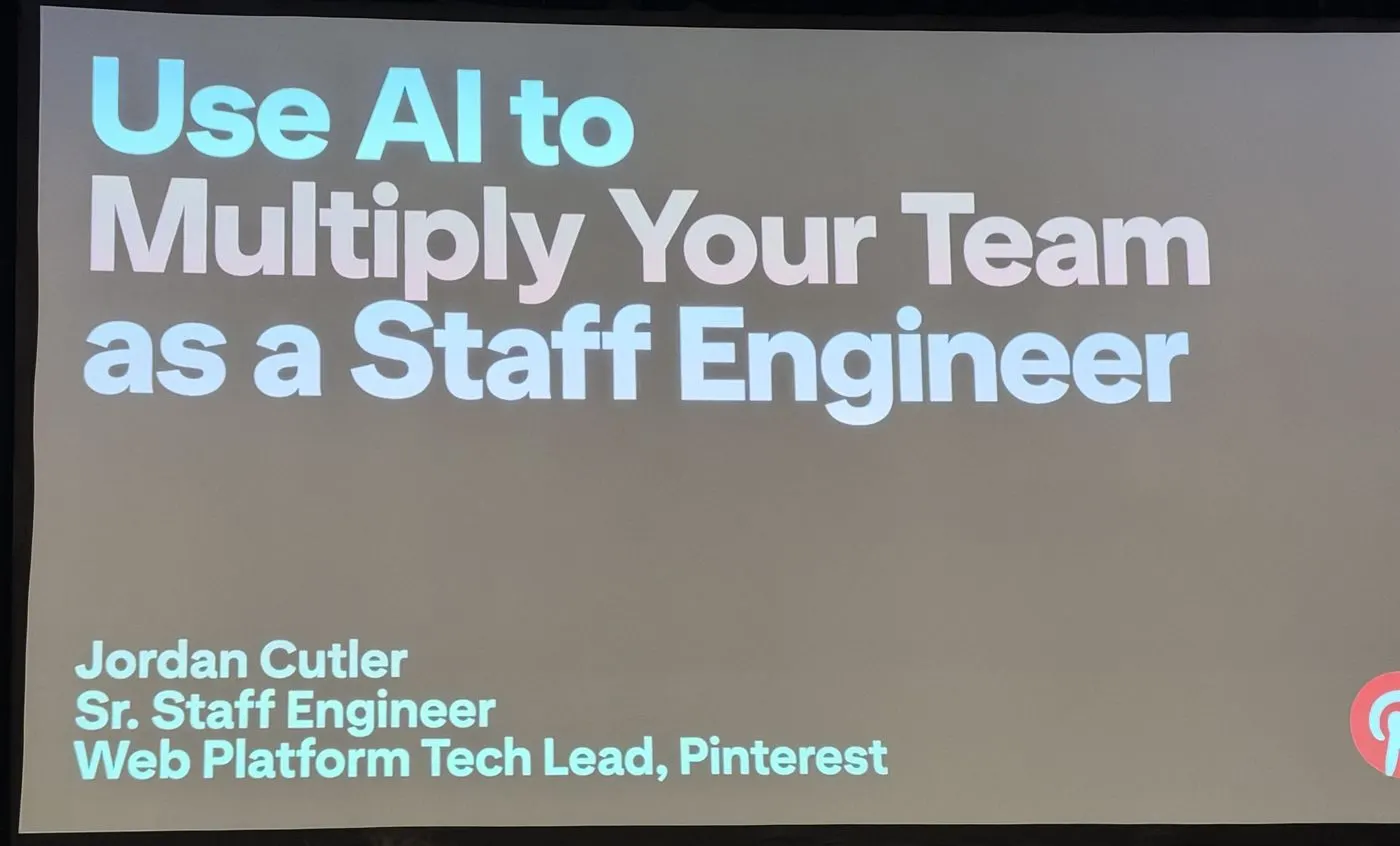 Use AI to
Multiply Your Team
as a Staff Engineer
Jordan Cutler
Sr. Staff Engineer
Web Platform Tech Lead, Pinterest